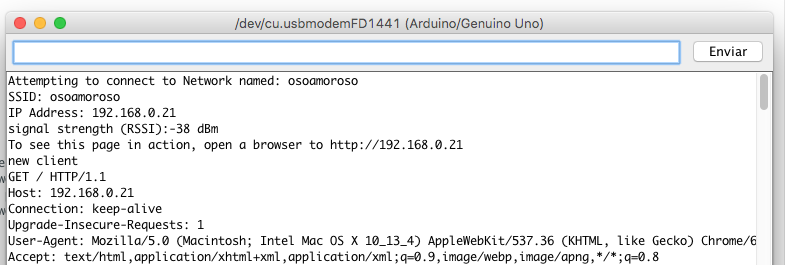 /dev/cu.usbmodemFD1441 (Arduino/Genuino Uno)
Enviar
Attempting to connect to Network named: osoamoroso
SSID: osoamoroso
IP Address: 192.168.0.21
signal strength (RSSI):-38 dBm
To see this page in action, open a browser to http://192.168.0.21
new client
GET / HTTP/1.1
Host: 192.168.0.21
Connection: keep-alive
Upgrade-Insecure-Requests: 1
User-Agent: Mozilla/5.0 (Macintosh; Intel Mac OS X 10_13_4) AppleWebKit/537.36 (KHTML, like Gecko) Chrome/6
Accept: text/html,application/xhtml+xml,application/xml;q=0.9,image/webp,image/apng,*/*;q=0.8